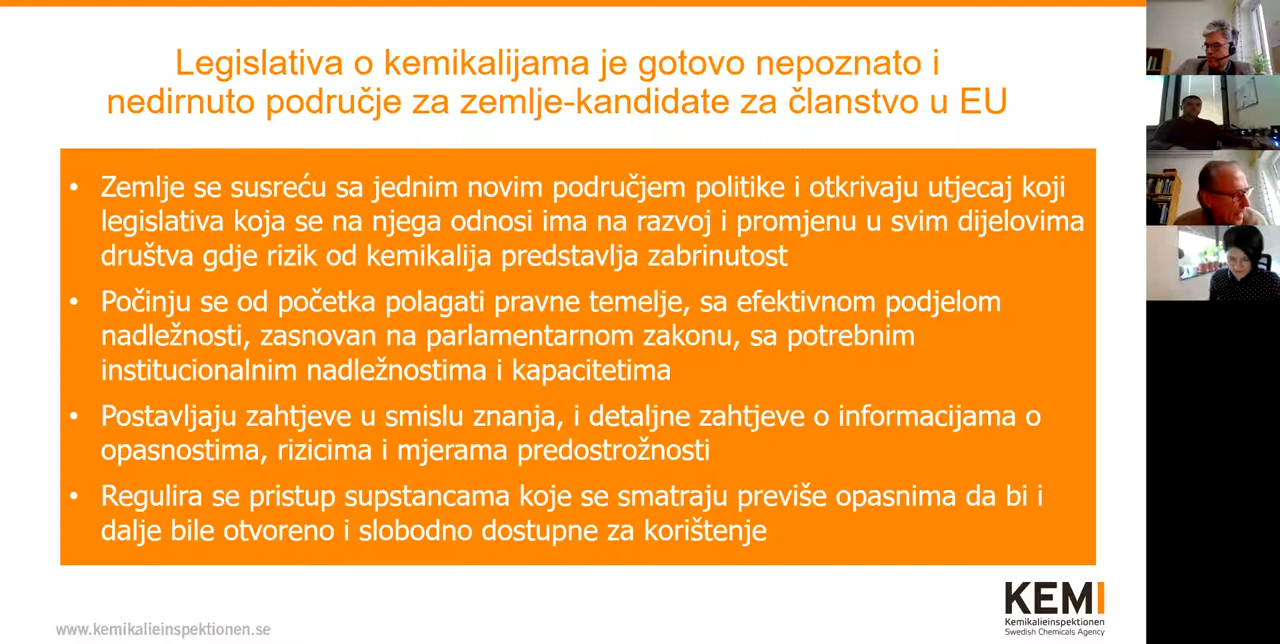 Legislativa o kemikalijama je gotovo nepoznato i
nedirnuto područje za zemlje-kandidate za članstvo u EU
• Zemlje se susreću sa jednim novim područjem politike i otkrivaju utjecaj koji
legislativa koja se na njega odnosi ima na razvoj i promjenu u svim dijelovima
društva gdje rizik od kemikalija predstavlja zabrinutost
• Počinju se od početka polagati pravne temelje, sa efektivnom podjelom
nadležnosti, zasnovan na parlamentarnom zakonu, sa potrebnim
institucionalnim nadležnostima i kapacitetima
• Postavljaju zahtjeve u smislu znanja, i detaljne zahtjeve o informacijama o
opasnostima, rizicima i mjerama predostrožnosti
• Regulira se pristup supstancama koje se smatraju previše opasnima da bi i
dalje bile otvoreno i slobodno dostupne za korištenje
KEMI
Kemikalieinspektionen
Swedish Chemicals Agency
www.kemikalieinspektionen.se